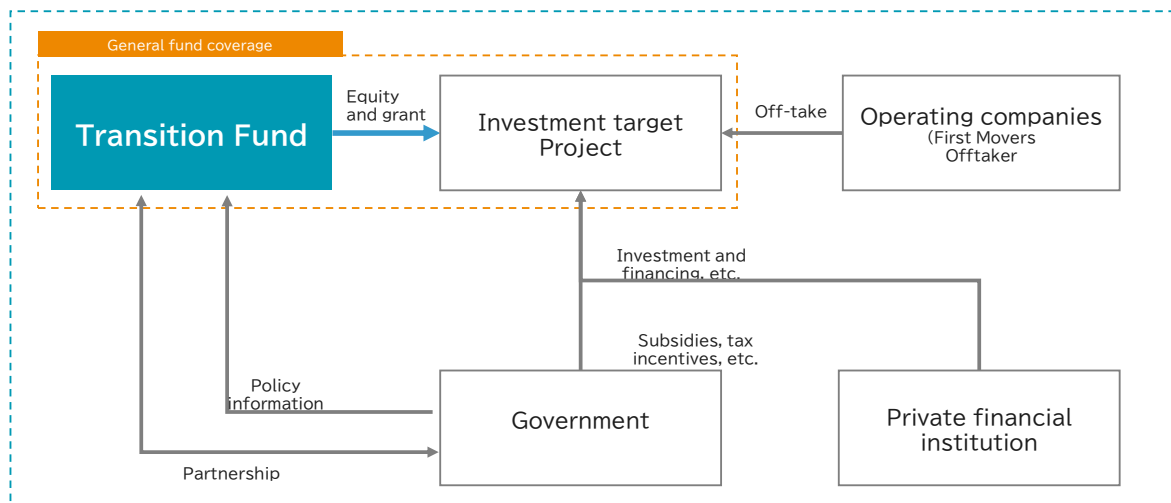 General fund coverage
Transition Fund
Equity
and grant
Investment target
Project
Off-take
Operating companies
(First Movers
Offtaker
Investment and
financing, etc.
Subsidies, tax
incentives, etc.
Policy
information
Government
Private financial
institution
Partnership